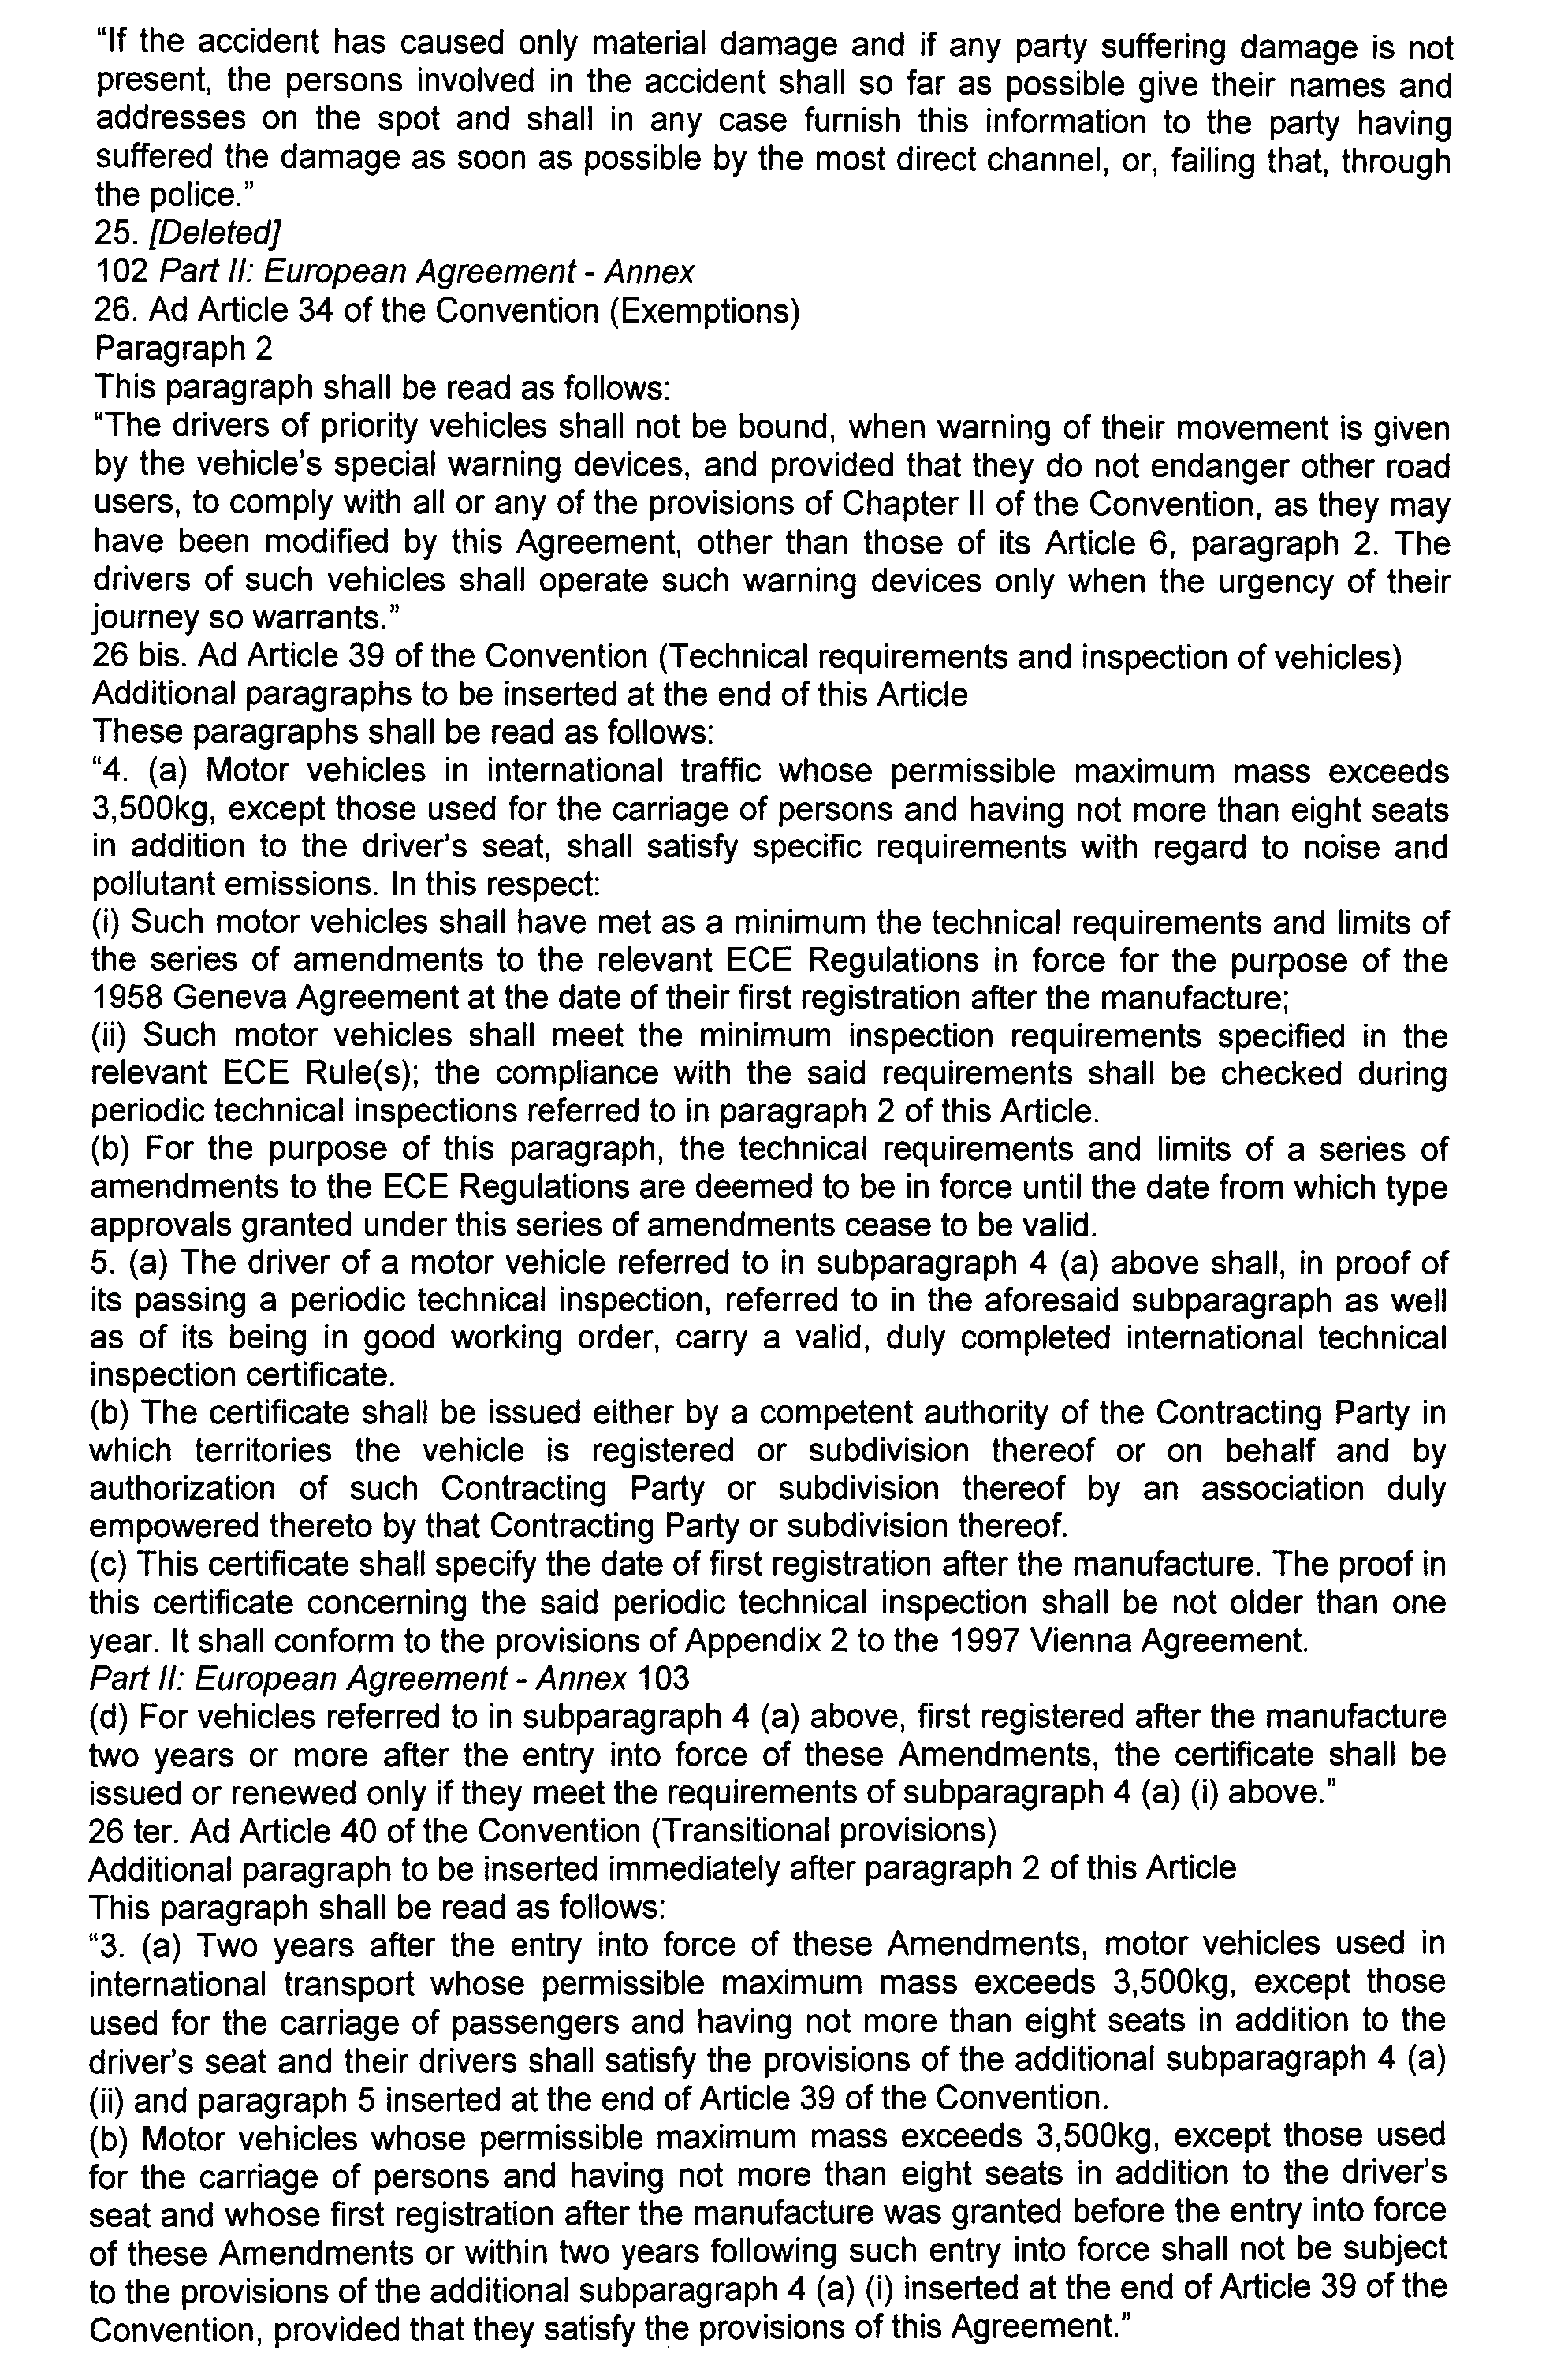 “If the accident has caused only material damage and if any party suffering damage is not
present, the persons involved in the accident shall so far as possible give their names and
addresses on the spot and shall in any case furnish this information to the party having
suffered the damage as soon as possible by the most direct channel, or, failing that, through
the police.”
25. [Deleted]
102 Part II: European Agreement - Annex
26. Ad Article 34 of the Convention (Exemptions)
Paragraph 2
This paragraph shall be read as follows:
“The drivers of priority vehicles shall not be bound, when warning of their movement is given
by the vehicle's special warning devices, and provided that they do not endanger other road
users, to comply with all or any of the provisions of Chapter II of the Convention, as they may
have been modified by this Agreement, other than those of its Article 6, paragraph 2. The
drivers of such vehicles shall operate such warning devices only when the urgency of their
journey so warrants.”
26 bis. Ad Article 39 of the Convention (Technical requirements and inspection of vehicles)
Additional paragraphs to be inserted at the end of this Article
These paragraphs shall be read as follows:
“4. (a) Motor vehicles in international traffic whose permissible maximum mass exceeds
3,500kg, except those used for the carriage of persons and having not more than eight seats
in addition to the driver's seat, shall satisfy specific requirements with regard to noise and
pollutant emissions. In this respect:
(i) Such motor vehicles shall have met as a minimum the technical requirements and limits of
the series of amendments to the relevant ECE Regulations in force for the purpose of the
1958 Geneva Agreement at the date of their first registration after the manufacture;
(ii) Such motor vehicles shall meet the minimum inspection requirements specified in the
relevant ECE Rule(s); the compliance with the said requirements shall be checked during
periodic technical inspections referred to in paragraph 2 of this Article.
(b) For the purpose of this paragraph, the technical requirements and limits of a series of
amendments to the ECE Regulations are deemed to be in force until the date from which type
approvals granted under this series of amendments cease to be valid.
5. (a) The driver of a motor vehicle referred to in subparagraph 4 (a) above shall, in proof of
its passing a periodic technical inspection, referred to in the aforesaid subparagraph as well
as of its being in good working order, carry a valid, duly completed international technical
inspection certificate.
(b) The certificate shall be issued either by a competent authority of the Contracting Party in
which territories the vehicle is registered or subdivision thereof or on behalf and by
authorization of such Contracting Party or subdivision thereof by an association duly
empowered thereto by that Contracting Party or subdivision thereof.
(c) This certificate shall specify the date of first registration after the manufacture. The proof in
this certificate concerning the said periodic technical inspection shall be not older than one
year. It shall conform to the provisions of Appendix 2 to the 1997 Vienna Agreement.
Part II: European Agreement - Annex 103
(d) For vehicles referred to in subparagraph 4 (a) above, first registered after the manufacture
two years or more after the entry into force of these Amendments, the certificate shall be
issued or renewed only if they meet the requirements of subparagraph 4 (a) (i) above.”
26 ter. Ad Article 40 of the Convention (Transitional provisions)
Additional paragraph to be inserted immediately after paragraph 2 of this Article
This paragraph shall be read as follows:
“3. (a) Two years after the entry into force of these Amendments, motor vehicles used in
international transport whose permissible maximum mass exceeds 3,500kg, except those
used for the carriage of passengers and having not more than eight seats in addition to the
driver's seat and their drivers shall satisfy the provisions of the additional subparagraph 4 (a)
(ii) and paragraph 5 inserted at the end of Article 39 of the Convention.
(b) Motor vehicles whose permissible maximum mass exceeds 3,500kg, except those used
for the carriage of persons and having not more than eight seats in addition to the driver's
seat and whose first registration after the manufacture was granted before the entry into force
of these Amendments or within two years following such entry into force shall not be subject
to the provisions of the additional subparagraph 4 (a) (i) inserted at the end of Article 39 of the
Convention, provided that they satisfy the provisions of this Agreement.”